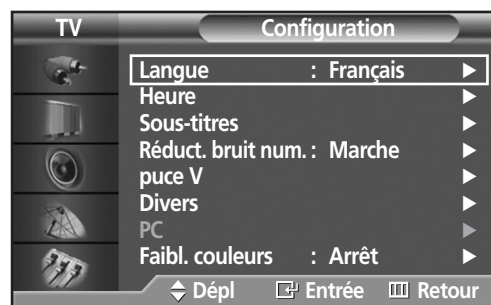 TV Configuration
Langue : Français
Heure
Sous-titres
Réduct. bruit num. : Marche
puce V
Divers
PC
Faibl. couleurs : Arrêt
Dépl Entrée Retour